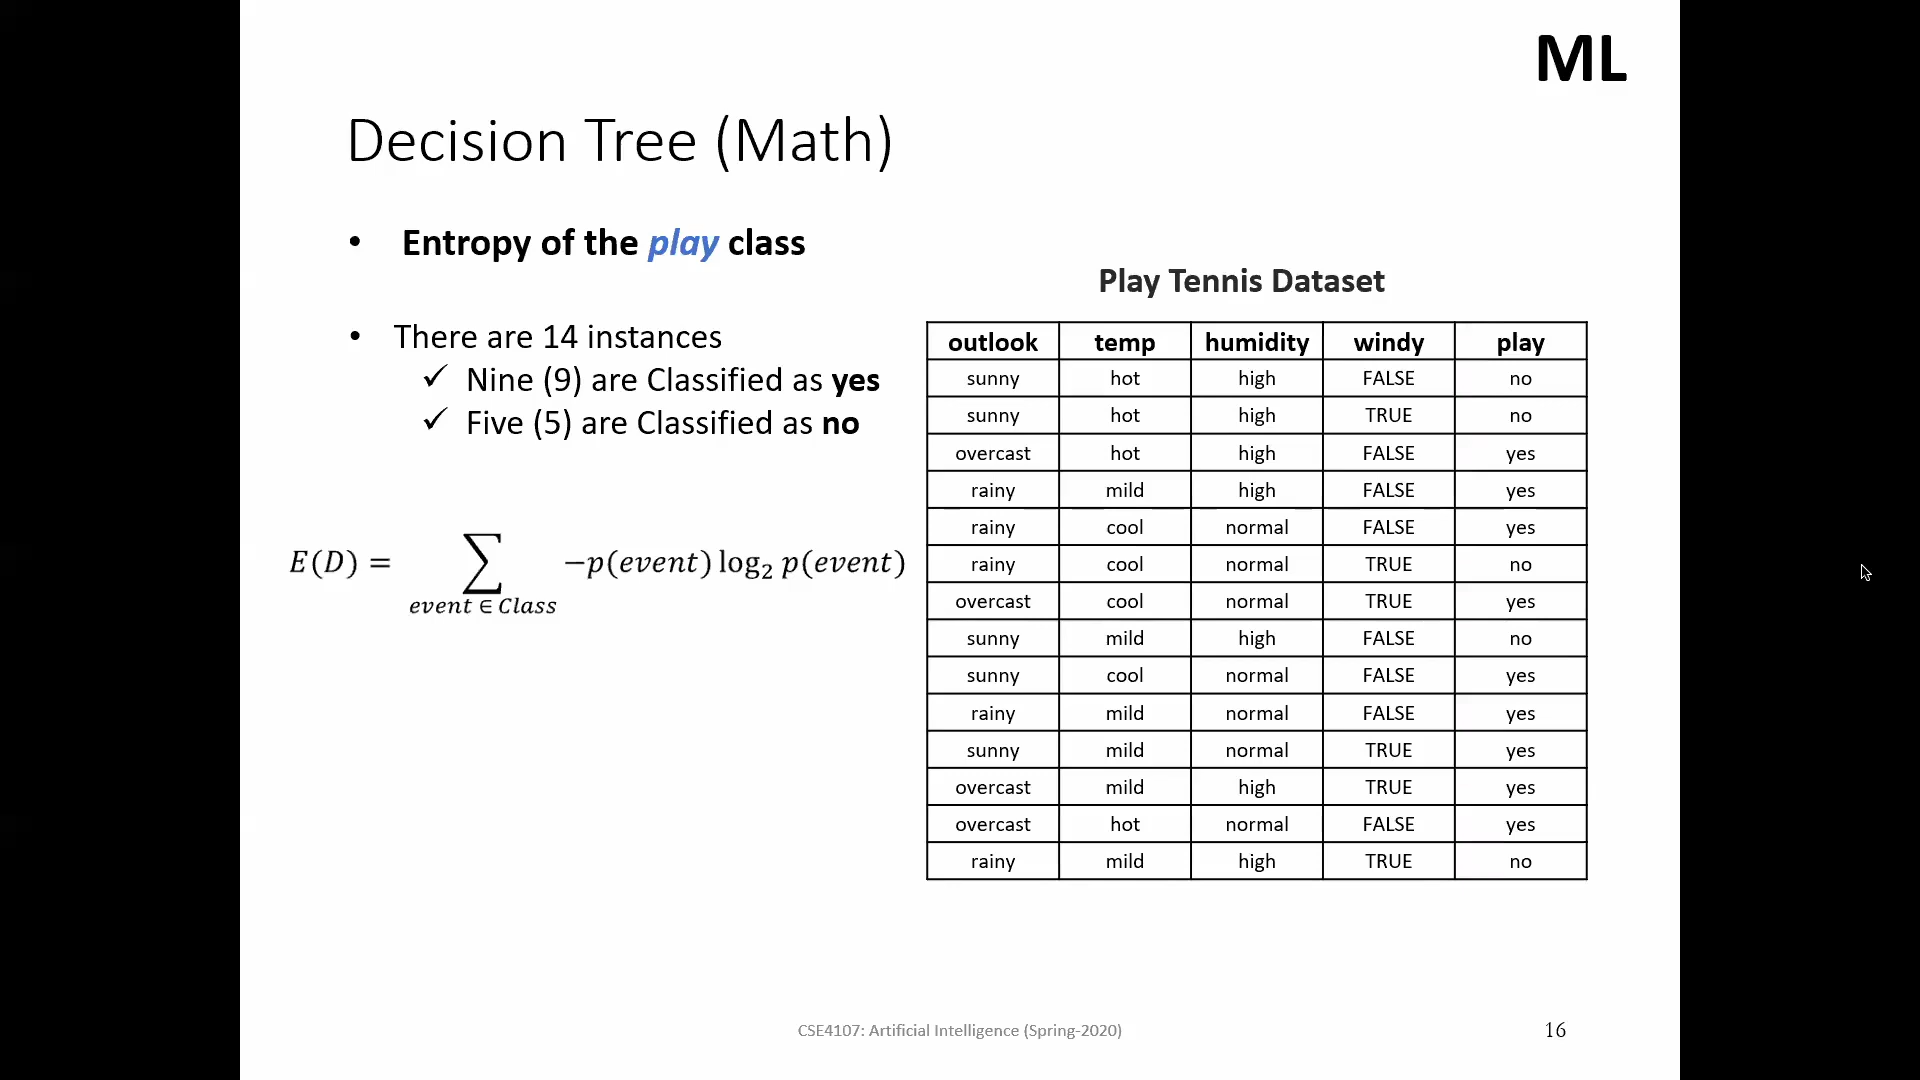 ML
Decision Tree (Math)
• Entropy of the play class
• There are 14 instances
✓ Nine (9) are Classified as yes
✓ Five (5) are Classified as no
E(D) = ∑ −p(event) log₂ p(event)
event ∈ Class
Play Tennis Dataset
outlook temp humidity windy play
sunny hot high FALSE no
sunny hot high TRUE no
overcast hot high FALSE yes
rainy mild high FALSE yes
rainy cool normal FALSE yes
rainy cool normal TRUE no
overcast cool normal TRUE yes
sunny mild high FALSE no
sunny cool normal FALSE yes
rainy mild normal FALSE yes
sunny mild normal TRUE yes
overcast mild high TRUE yes
overcast hot normal FALSE yes
rainy mild high TRUE no
CSE4107: Artificial Intelligence (Spring-2020)
16